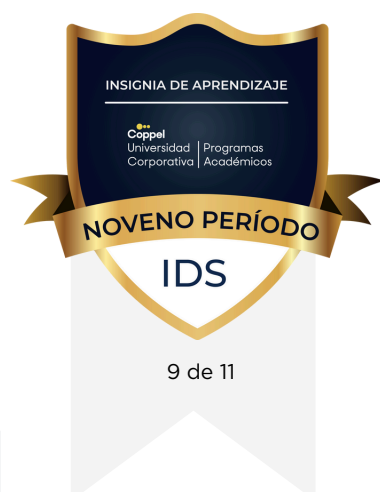 INSIGNIA DE APRENDIZAJE
Coppel
Universidad | Programas
Corporativa | Académicos
NOVENO PERÍODO
IDS
9 de 11